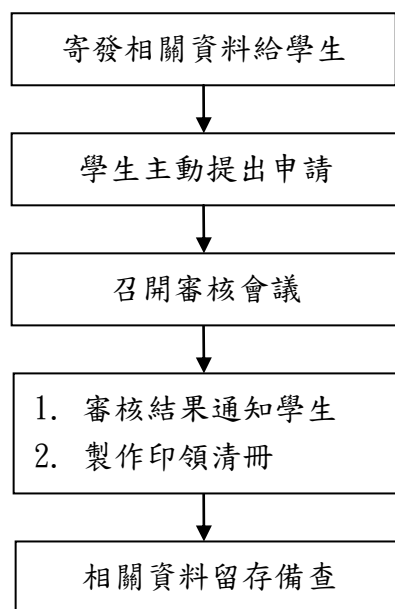 寄發相關資料給學生
學生主動提出申請
召開審核會議
1. 審核結果通知學生
2. 製作印領清冊
相關資料留存備查